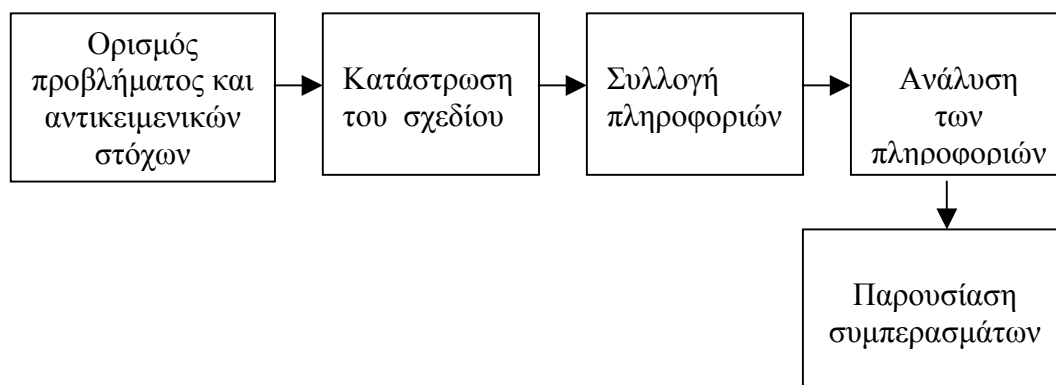 Ορισμός
προβλήματος και
αντικειμενικών
στόχων
Κατάστρωση
του σχεδίου
Συλλογή
πληροφοριών
Ανάλυση
των
πληροφοριών
Παρουσίαση
συμπερασμάτων